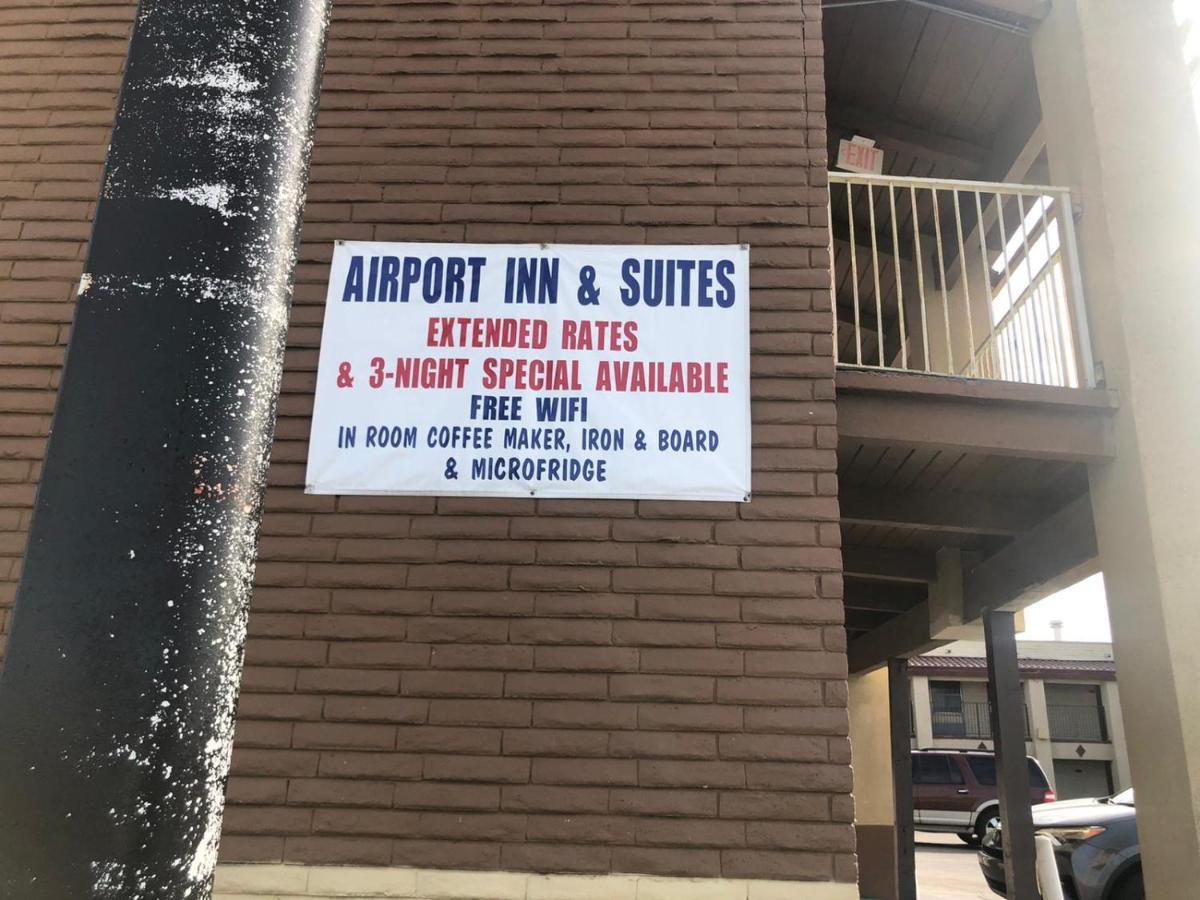 EXIT
AIRPORT INN & SUITES
EXTENDED RATES
& 3-NIGHT SPECIAL AVAILABLE
FREE WIFI
IN ROOM COFFEE MAKER, IRON & BOARD
& MICROFRIDGE